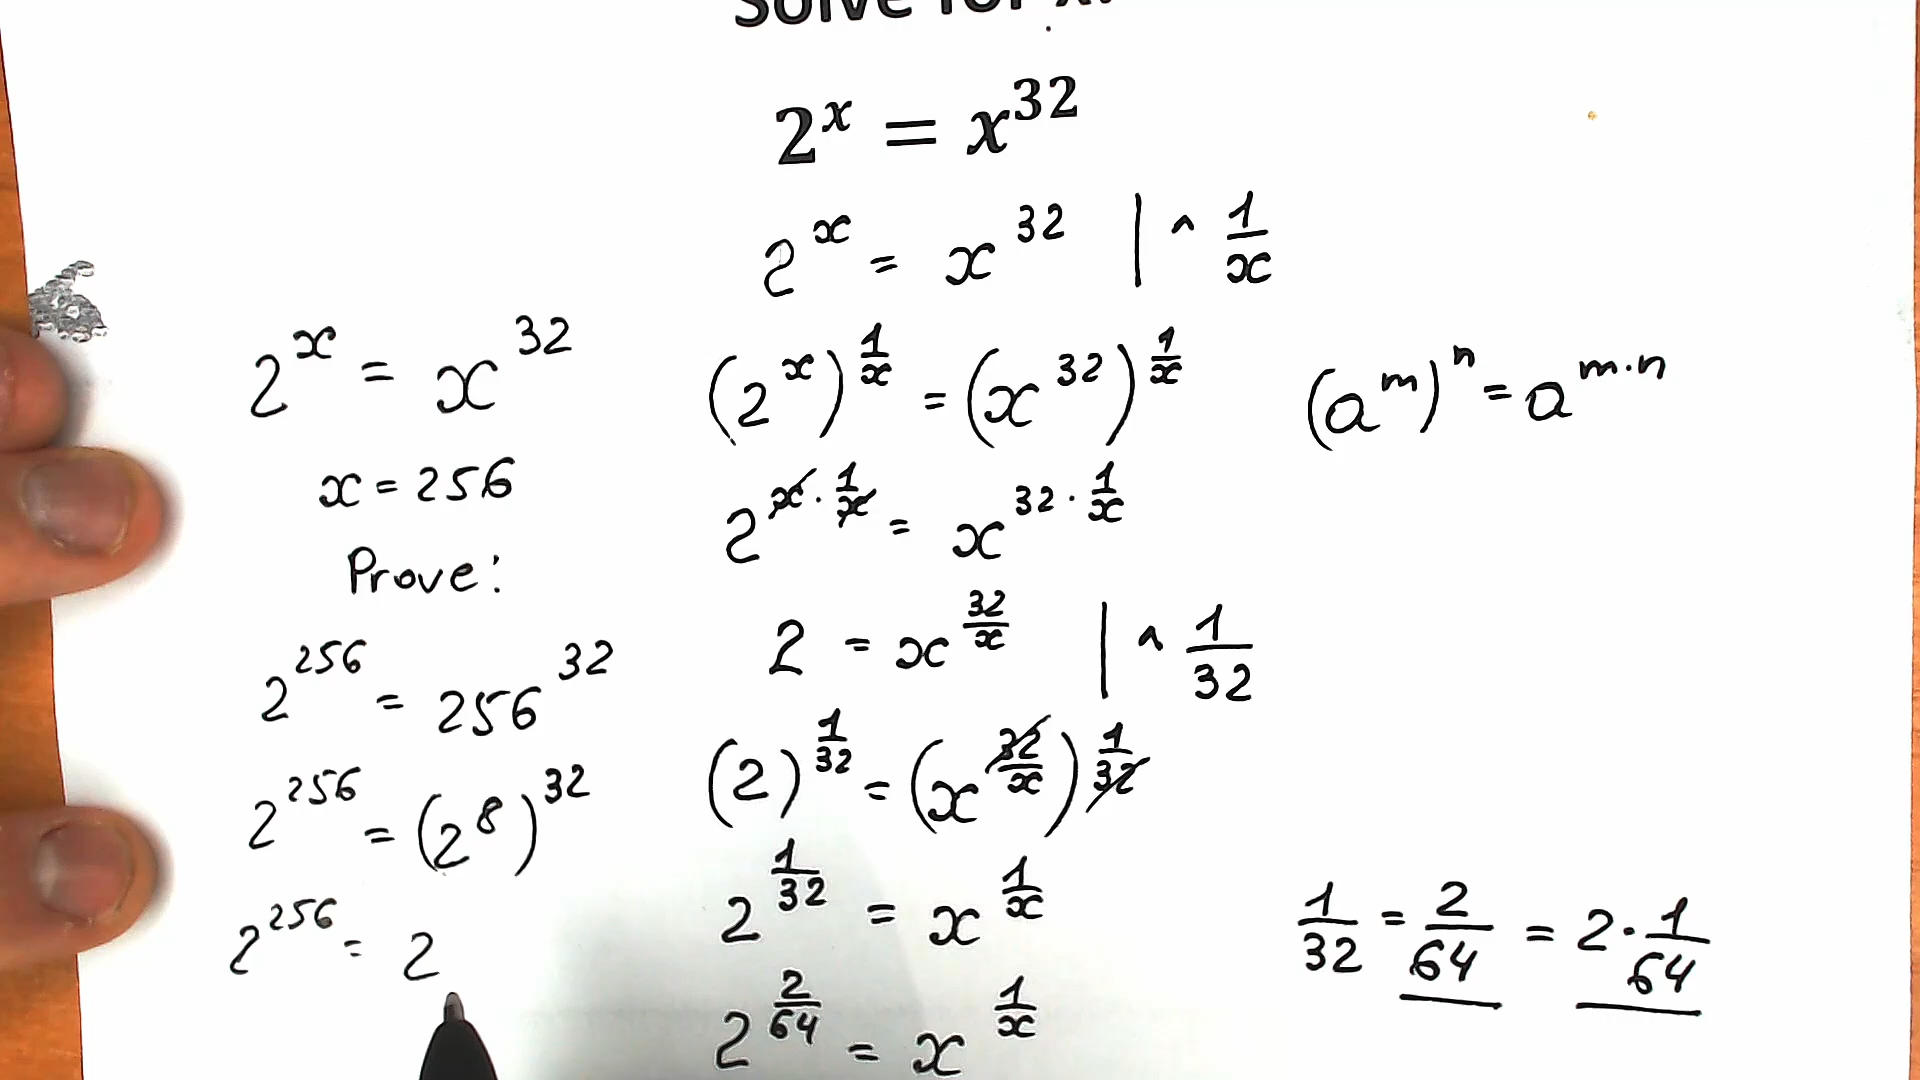 Solve for x:
2^x = x^32
2^x = x^32 | ^ 1/x
(2^x)^(1/x) = (x^32)^(1/x)
(a^m)^n = a^(m·n)
2^(x·1/x) = x^(32·1/x)
2 = x^(32/x) | ^ 1/32
(2)^(1/32) = (x^(32/x))^(1/32)
2^(1/32) = x^(1/x)
1/32 = 2/64 = 2·1/64
2^(2/64) = x^(1/x)
2^x = x^32
x = 256
Prove:
2^256 = 256^32
2^256 = (2^8)^32
2^256 = 2